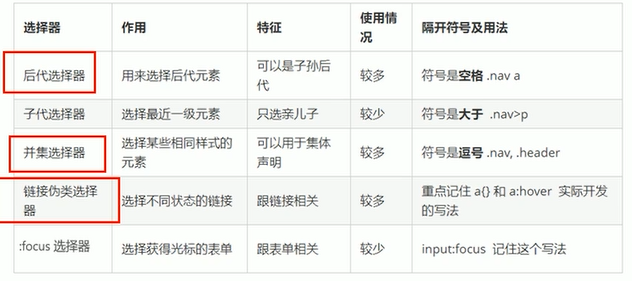 选择器 作用 特征 使用情况 隔开符号及用法
后代选择器 用来选择后代元素 可以是子孙后代 较多 符号是空格 .nav a
子代选择器 选择最近一级元素 只选亲儿子 较少 符号是大于 .nav>p
并集选择器 选择某些相同样式的元素 可以用于集体声明 较多 符号是逗号 .nav, .header
链接伪类选择器 选择不同状态的链接 跟链接相关 较多 重点记住 a{} 和 a:hover 实际开发的写法
:focus 选择器 选择获得光标的表单 跟表单相关 较少 input:focus 记住这个写法